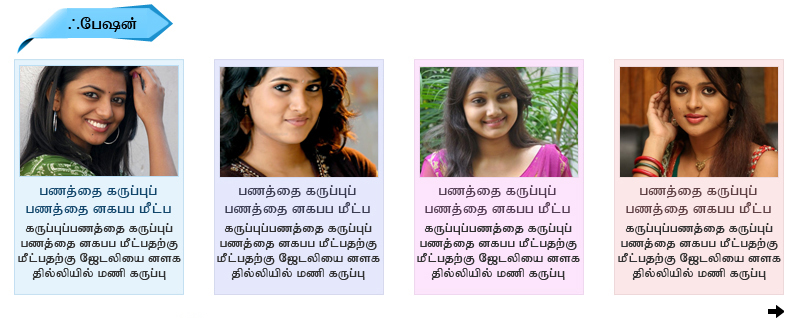 ஃபேஷன்
பணத்தை கருப்புப்
பணத்தை னகபப மீட்ப
கருப்புப்பணத்தை கருப்புப்
பணத்தை னகபப மீட்பதற்கு
மீட்பதற்கு ஜேடலியை னளக
தில்லியில் மணி கருப்பு
பணத்தை கருப்புப்
பணத்தை னகபப மீட்ப
கருப்புப்பணத்தை கருப்புப்
பணத்தை னகபப மீட்பதற்கு
மீட்பதற்கு ஜேடலியை னளக
தில்லியில் மணி கருப்பு
பணத்தை கருப்புப்
பணத்தை னகபப மீட்ப
கருப்புப்பணத்தை கருப்புப்
பணத்தை னகபப மீட்பதற்கு
மீட்பதற்கு ஜேடலியை னளக
தில்லியில் மணி கருப்பு
பணத்தை கருப்புப்
பணத்தை னகபப மீட்ப
கருப்புப்பணத்தை கருப்புப்
பணத்தை னகபப மீட்பதற்கு
மீட்பதற்கு ஜேடலியை னளக
தில்லியில் மணி கருப்பு